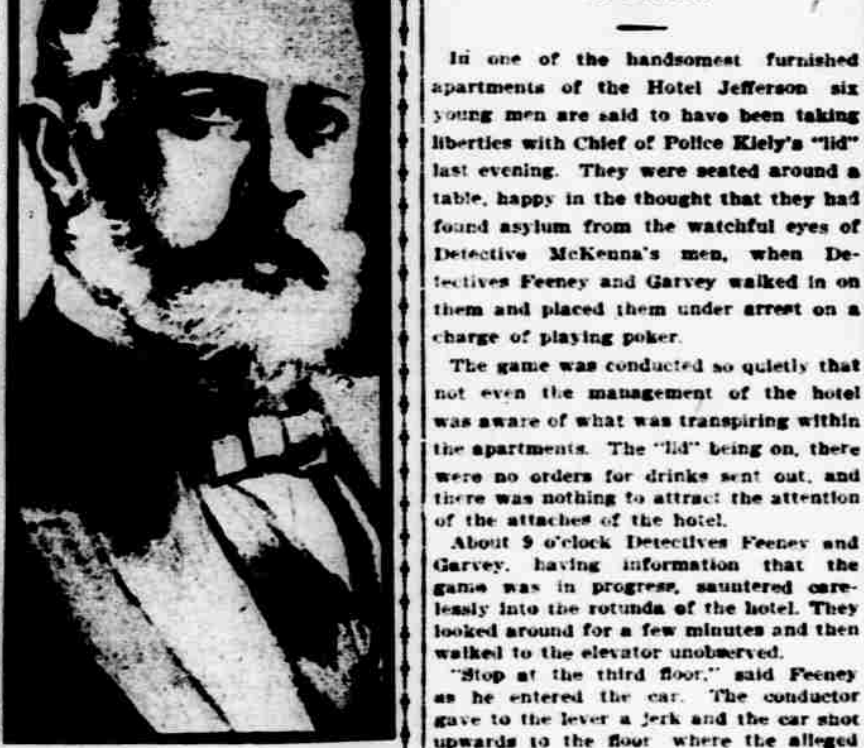 In one of the handsomest furnished
apartments of the Hotel Jefferson six
young men are said to have been taking
liberties with Chief of Police Kiely's "lid"
last evening. They were seated around a
table, happy in the thought that they had
found asylum from the watchful eyes of
Detective McKenna's men, when De-
tectives Feeney and Garvey walked in on
them and placed them under arrest on a
charge of playing poker.
The game was conducted so quietly that
not even the management of the hotel
was aware of what was transpiring within
the apartments. The "lid" being on, there
were no orders for drinks sent out, and
there was nothing to attract the attention
of the attaches of the hotel.
About 9 o'clock Detectives Feeney and
Garvey, having information that the
game was in progress, sauntered care-
lessly into the rotunda of the hotel. They
looked around for a few minutes and then
walked to the elevator unobserved.
"Stop at the third floor," said Feeney
as he entered the car. The conductor
gave to the lever a jerk and the car shot
upwards to the floor where the alleged